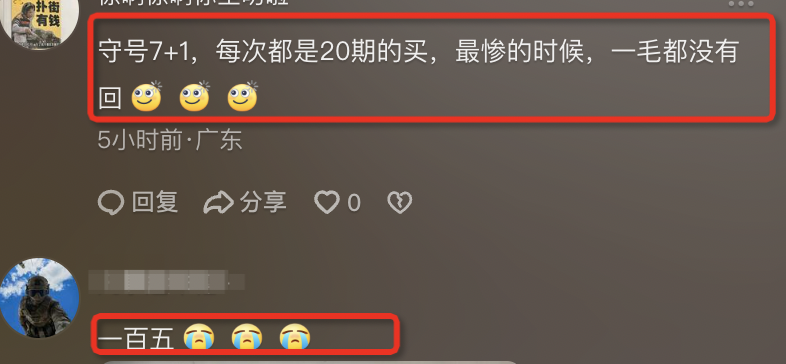 街
扑
有钱
守号7+1，每次都是20期的买，最惨的时候，一毛都没有
回
5小时前·广东
回复 分享 0
一百五